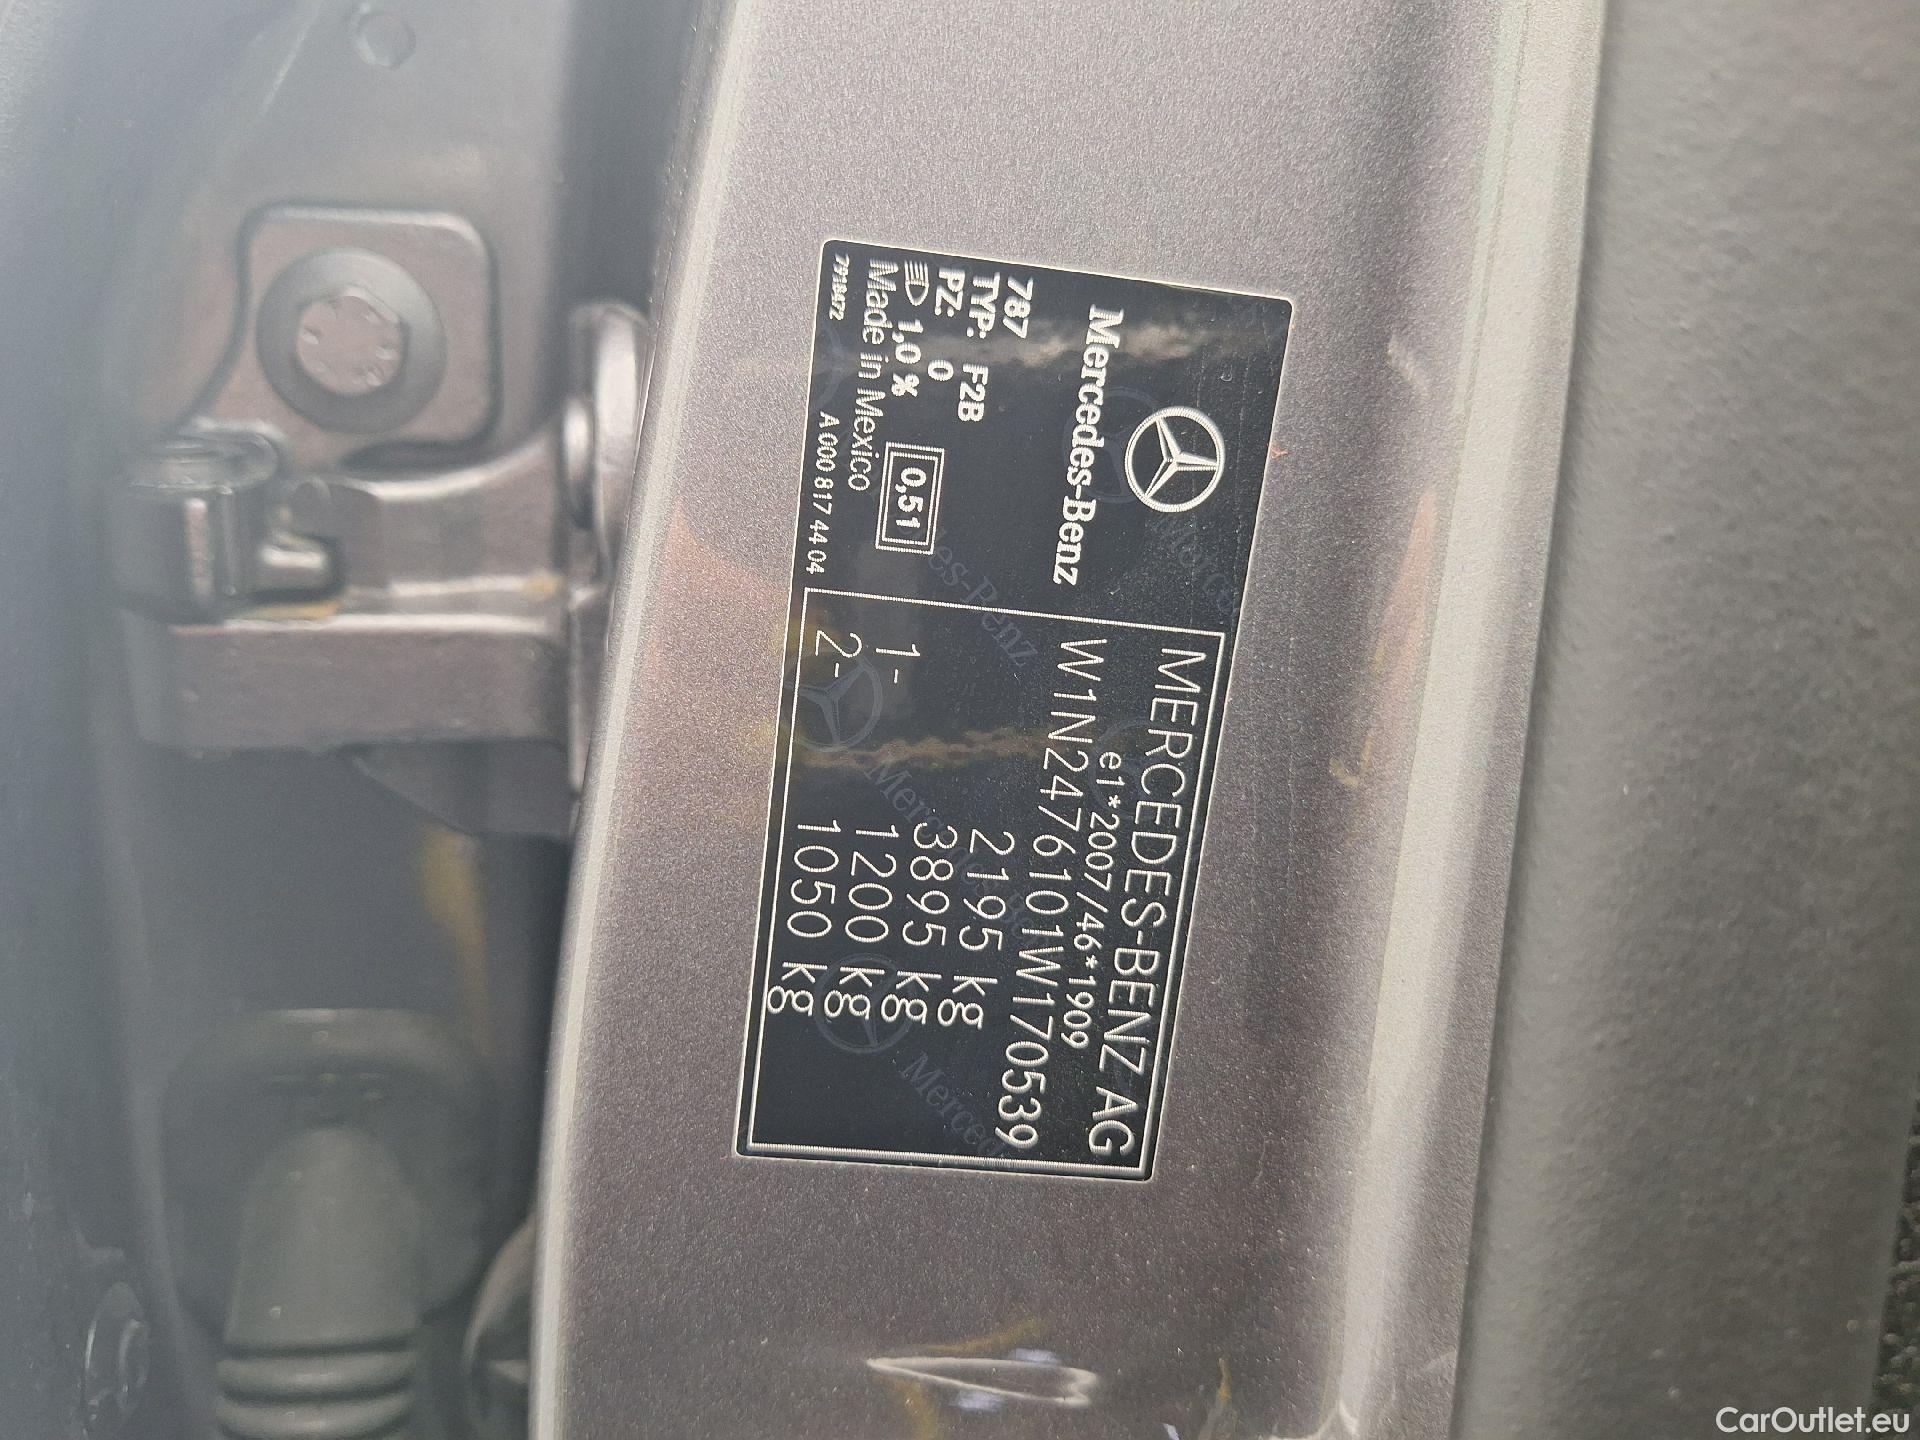 Mercedes-Benz
787
TYP: F2B
PZ: 0
1,0 %
0,51
Made in Mexico
7918472
A 000 817 44 04
MERCEDES-BENZ AG
e1*2007/46*1909
W1N2476101W170539
2195 kg
3895 kg
1- 1200 kg
2- 1050 kg
CarOutlet.eu